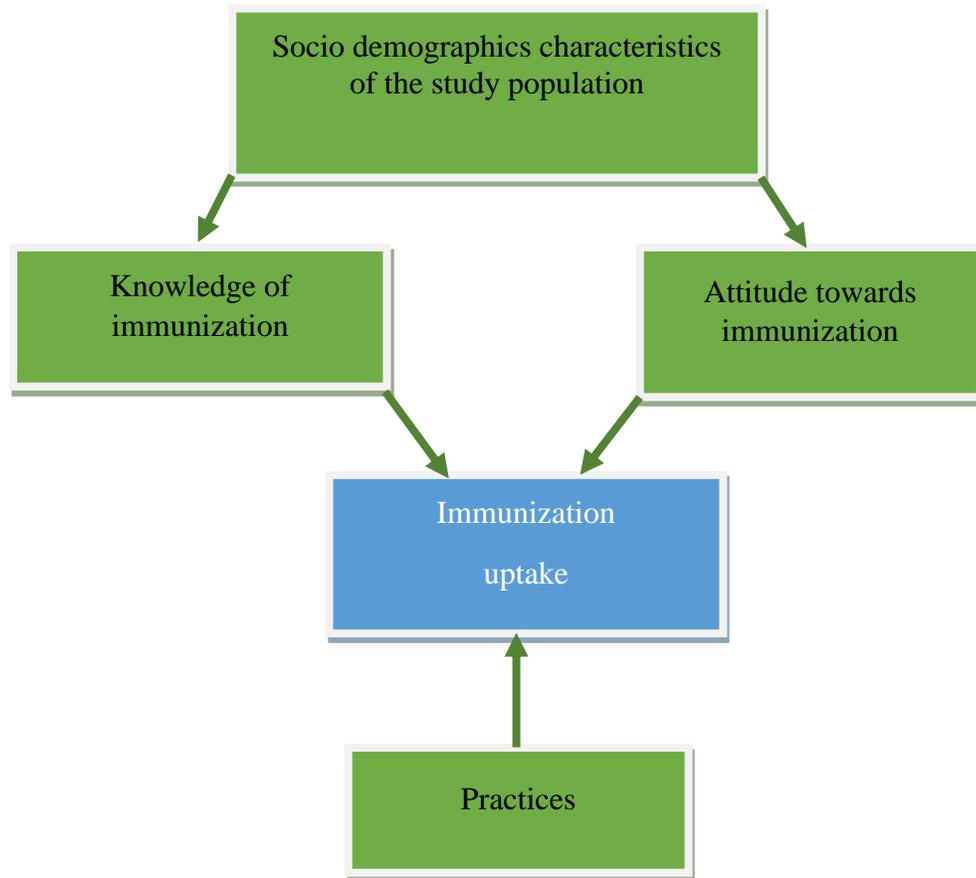 Socio demographics characteristics
of the study population
Knowledge of
immunization
Attitude towards
immunization
Immunization
uptake
Practices